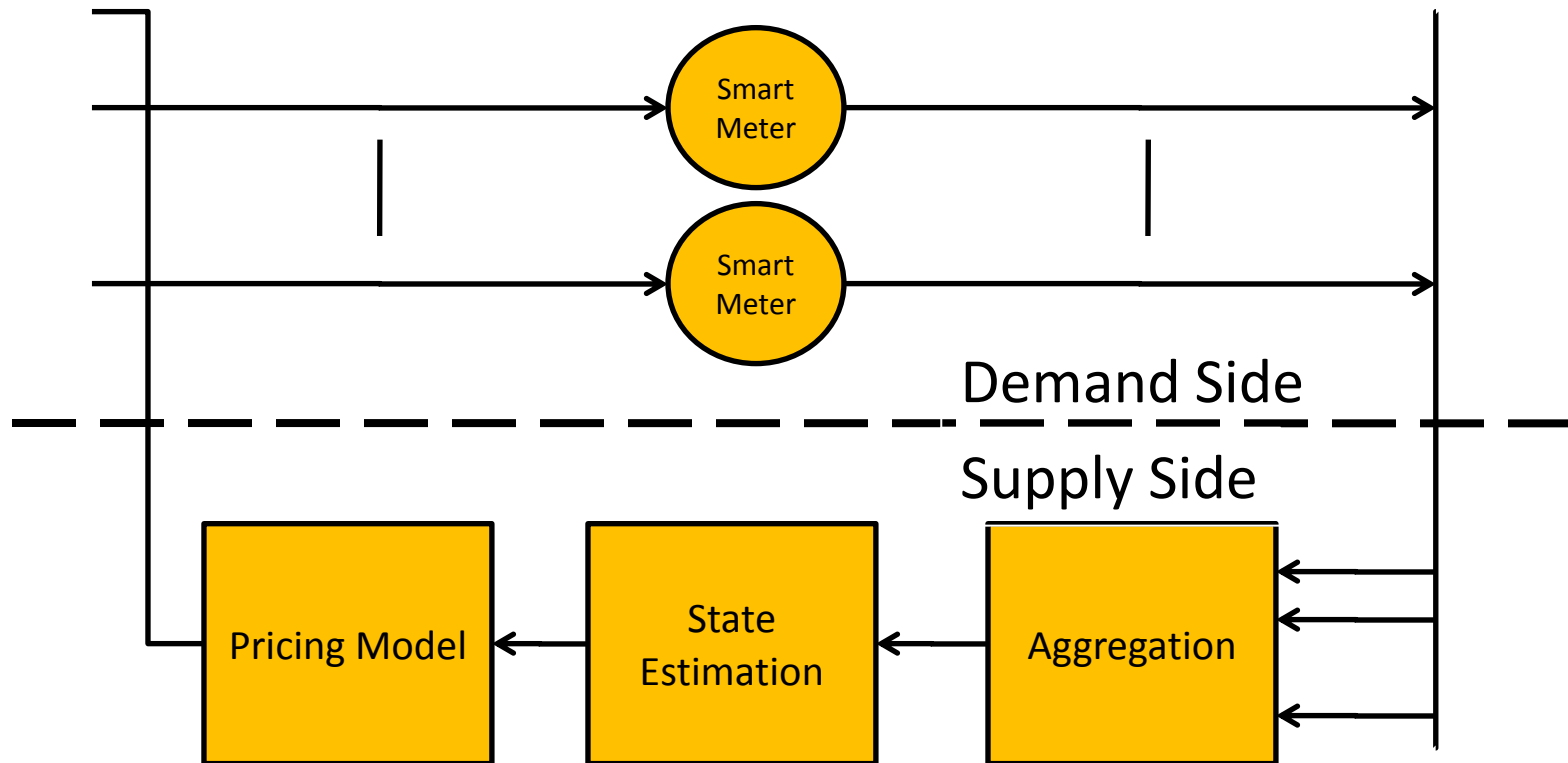 Smart
Meter
Smart
Meter
Demand Side
Supply Side
Pricing Model
State
Estimation
Aggregation